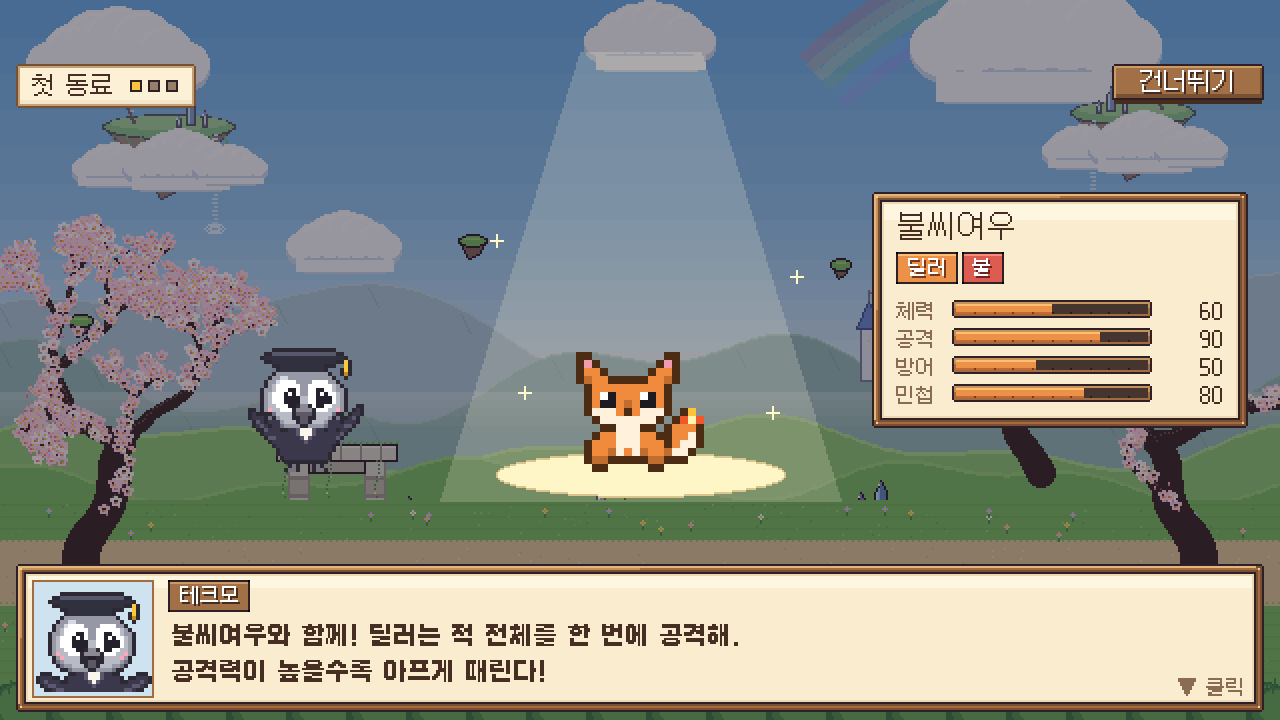 첫 동료
건너뛰기
불씨여우
딜러 불
체력 60
공격 90
방어 50
민첩 80
테크모
불씨여우와 함께! 딜러는 적 전체를 한 번에 공격해.
공격력이 높을수록 아프게 때린다!
▼ 클릭